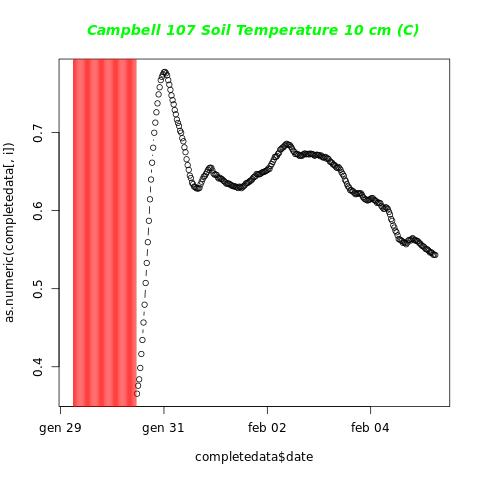 Campbell 107 Soil Temperature 10 cm (C)
as.numeric(completedata[, i])
0.7
0.6
0.5
0.4
gen 29 gen 31 feb 02 feb 04
completedata$date